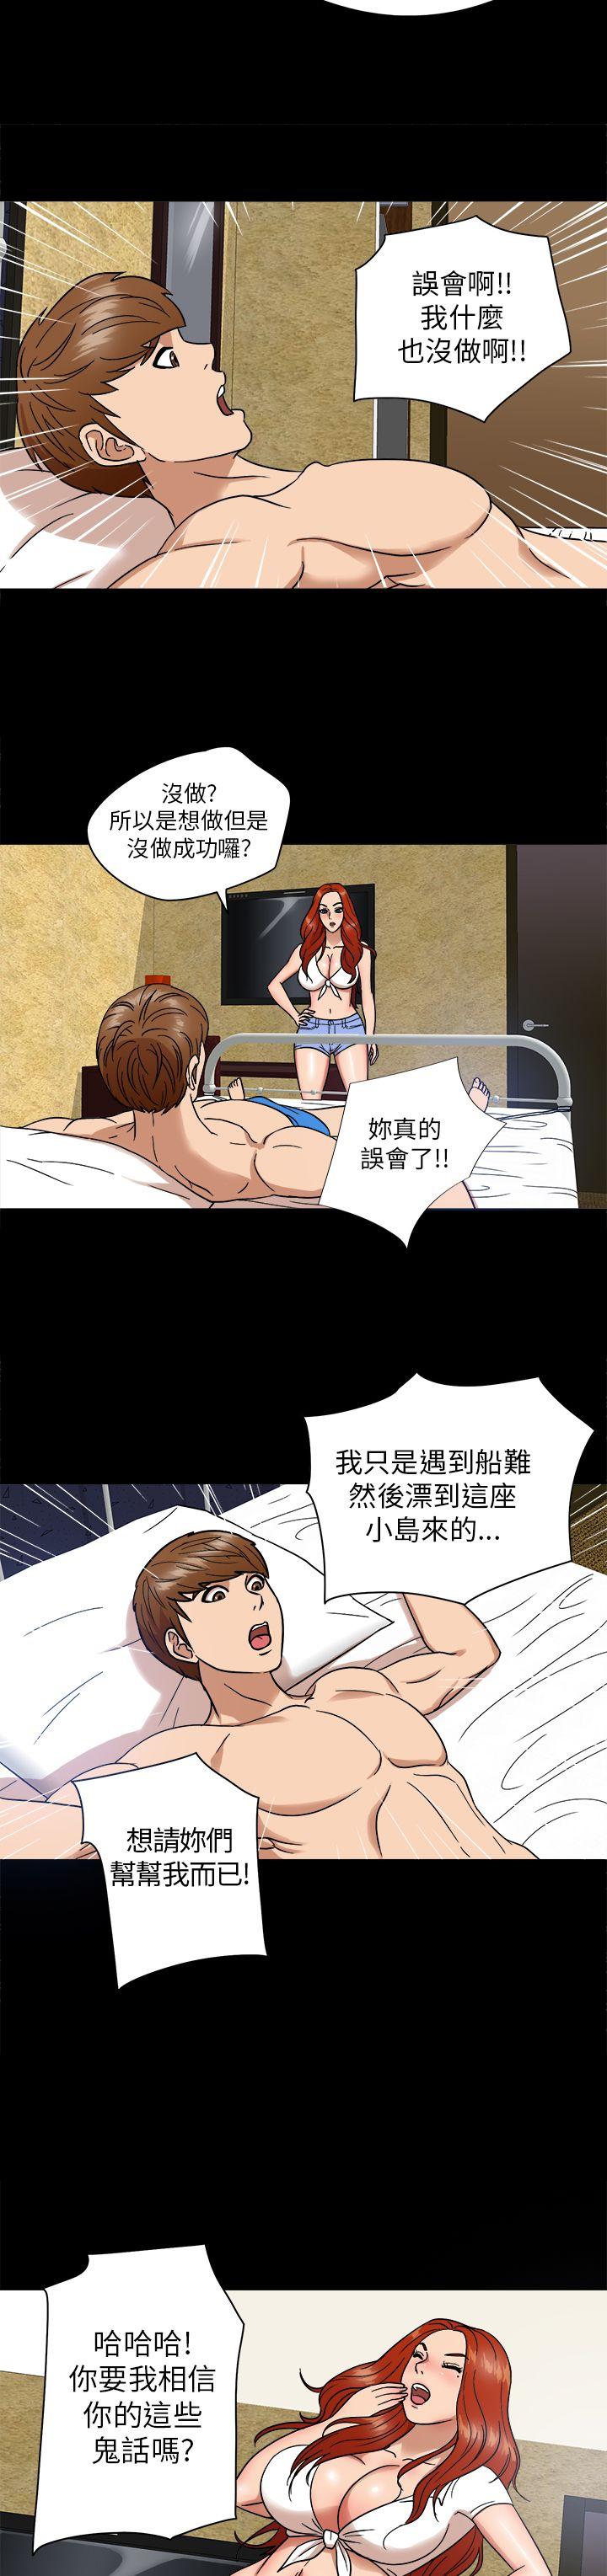 誤會啊!!
我什麼
也沒做啊!!
沒做?
所以是想做但是
沒做成功囉?
妳真的
誤會了!!
我只是遇到船難
然後漂到這座
小島來的...
想請妳們
幫幫我而已!
哈哈哈!
你要我相信
你的這些
鬼話嗎?